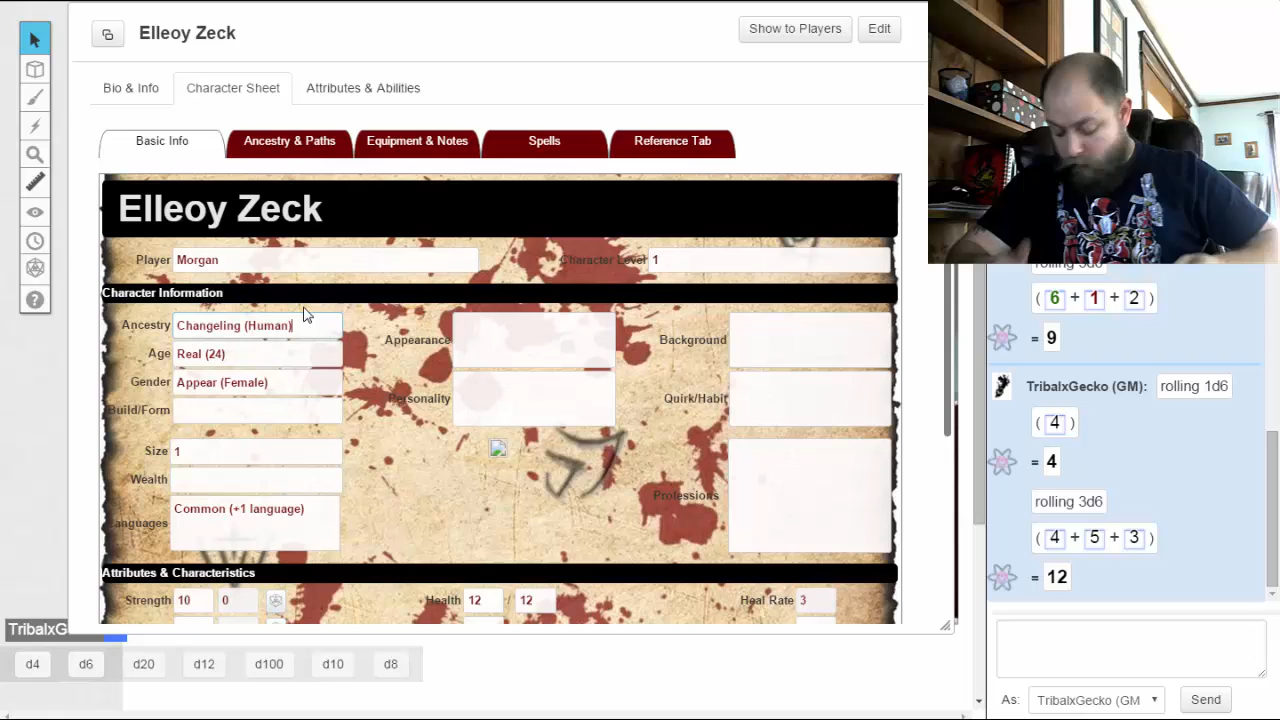 Elleoy Zeck
Show to Players
Edit
Bio & Info
Character Sheet
Attributes & Abilities
Basic Info
Ancestry & Paths
Equipment & Notes
Spells
Reference Tab
Elleoy Zeck
Player Morgan
Character Level 1
Character Information
Ancestry Changeling (Human)
Appearance
Background
Age Real (24)
Gender Appear (Female)
Personality
Quirk/Habit
Build/Form
Size 1
Wealth
Professions
Languages Common (+1 language)
Attributes & Characteristics
Strength 10 0
Health 12 / 12
Heal Rate 3
TribalxG
d4 d6 d20 d12 d100 d10 d8
rolling 3d6
(6+1+2)
= 9
TribalxGecko (GM): rolling 1d6
(4)
= 4
rolling 3d6
(4+5+3)
= 12
As: TribalxGecko (GM
Send